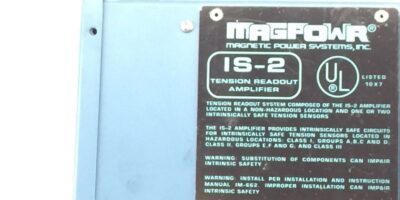 MAGPOWR
MAGNETIC POWER SYSTEMS, INC.
IS-2
TENSION READOUT
AMPLIFIER
UL
LISTED
10X7
TENSION READOUT SYSTEM COMPOSED OF THE IS-2 AMPLIFIER
LOCATED IN A NON-HAZARDOUS LOCATION AND ONE OR TWO
INTRINSICALLY SAFE TENSION SENSORS
THE IS-2 AMPLIFIER PROVIDES INTRINSICALLY SAFE CIRCUITS
FOR INTRINSICALLY SAFE TENSION SENSORS LOCATED IN
HAZARDOUS LOCATIONS: CLASS I, GROUPS A,B,C AND D;
CLASS II, GROUPS E,F AND G; AND CLASS III
WARNING: SUBSTITUTION OF COMPONENTS CAN IMPAIR
INTRINSIC SAFETY
WARNING: INSTALL PER INSTALLATION AND INSTRUCTION
MANUAL IM-662. IMPROPER INSTALLATION CAN IMPAIR
INTRINSIC SAFETY